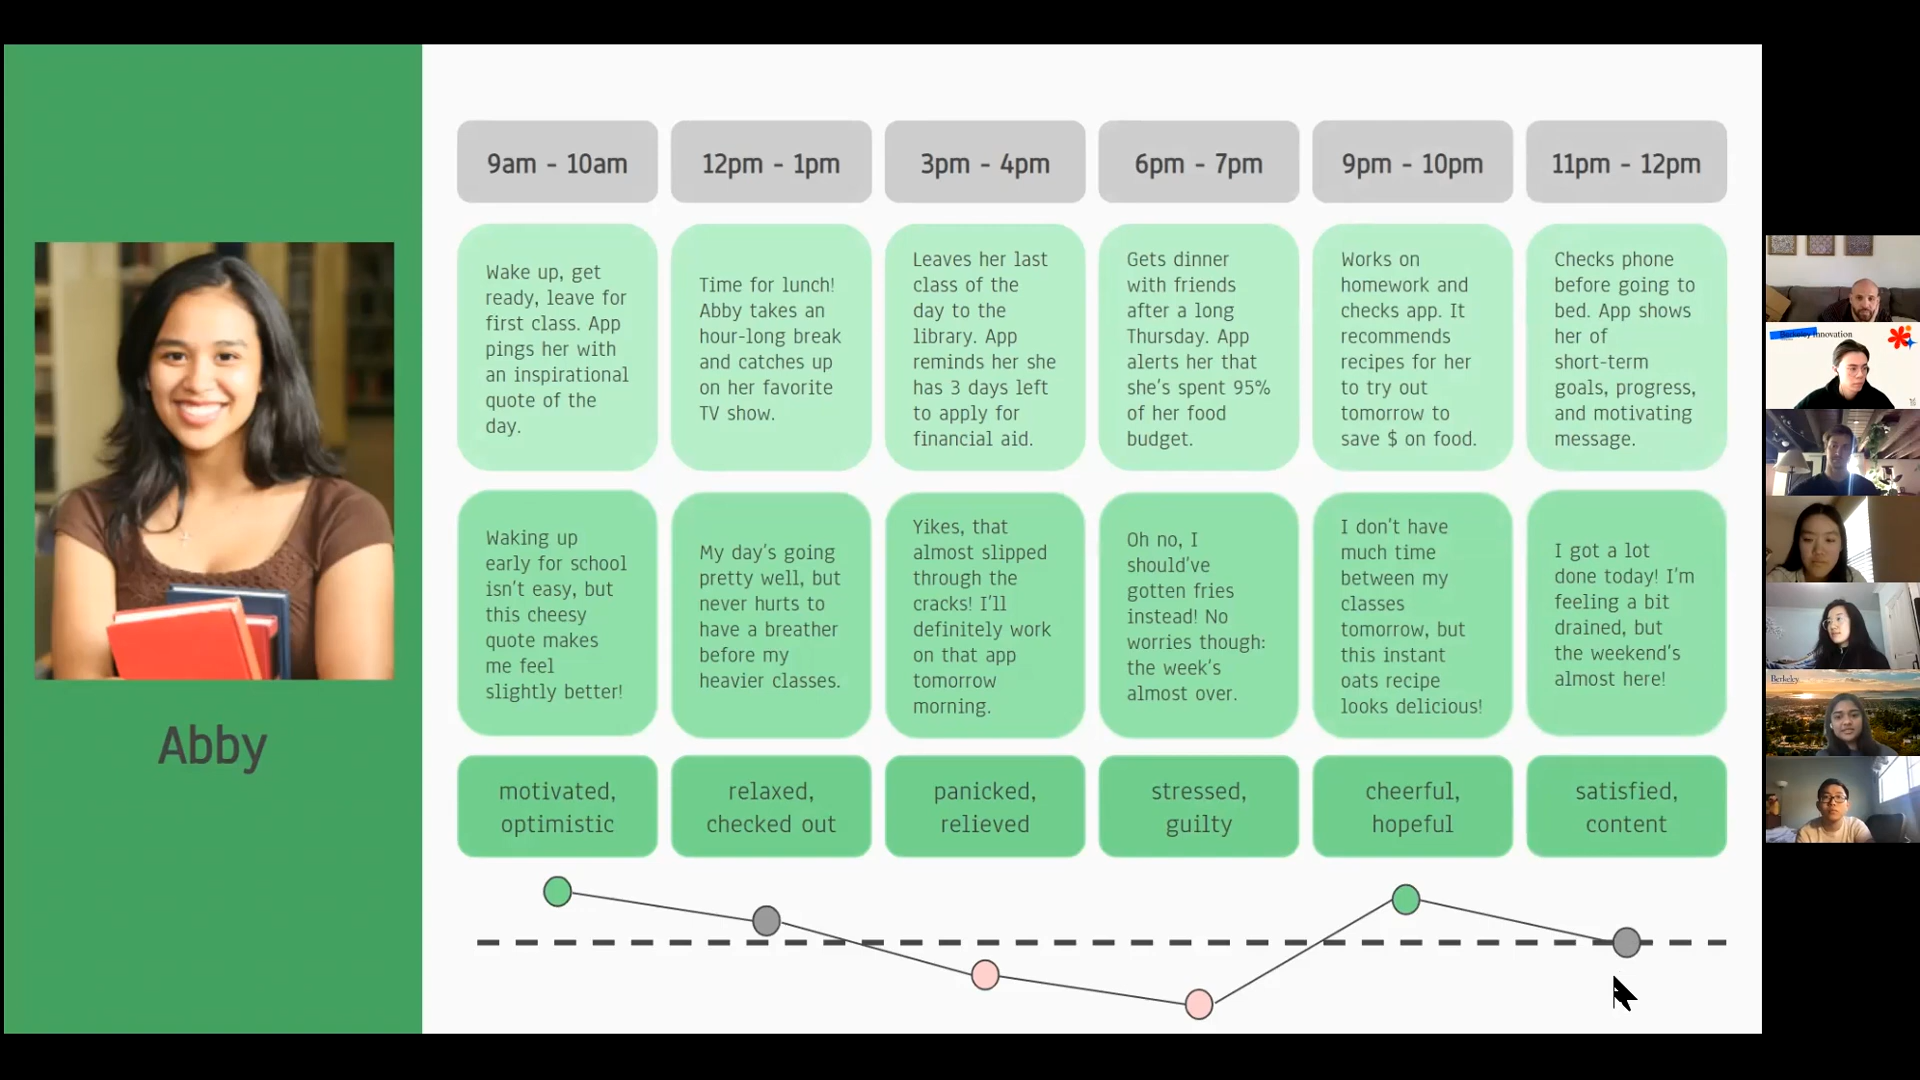 9am - 10am
12pm - 1pm
3pm - 4pm
6pm - 7pm
9pm - 10pm
11pm - 12pm
Wake up, get
ready, leave for
first class. App
pings her with
an inspirational
quote of the
day.
Time for lunch!
Abby takes an
hour-long break
and catches up
on her favorite
TV show.
Leaves her last
class of the
day to the
library. App
reminds her she
has 3 days left
to apply for
financial aid.
Gets dinner
with friends
after a long
Thursday. App
alerts her that
she's spent 95%
of her food
budget.
Works on
homework and
checks app. It
recommends
recipes for her
to try out
tomorrow to
save $ on food.
Checks phone
before going to
bed. App shows
her of
short-term
goals, progress,
and motivating
message.
Waking up
early for school
isn't easy, but
this cheesy
quote makes
me feel
slightly better!
My day's going
pretty well, but
never hurts to
have a breather
before my
heavier classes.
Yikes, that
almost slipped
through the
cracks! I'll
definitely work
on that app
tomorrow
morning.
Oh no, I
should've
gotten fries
instead! No
worries though:
the week's
almost over.
I don't have
much time
between my
classes
tomorrow, but
this instant
oats recipe
looks delicious!
I got a lot
done today! I'm
feeling a bit
drained, but
the weekend's
almost here!
motivated,
optimistic
relaxed,
checked out
panicked,
relieved
stressed,
guilty
cheerful,
hopeful
satisfied,
content
Abby
Berkeley Innovation
Berkeley